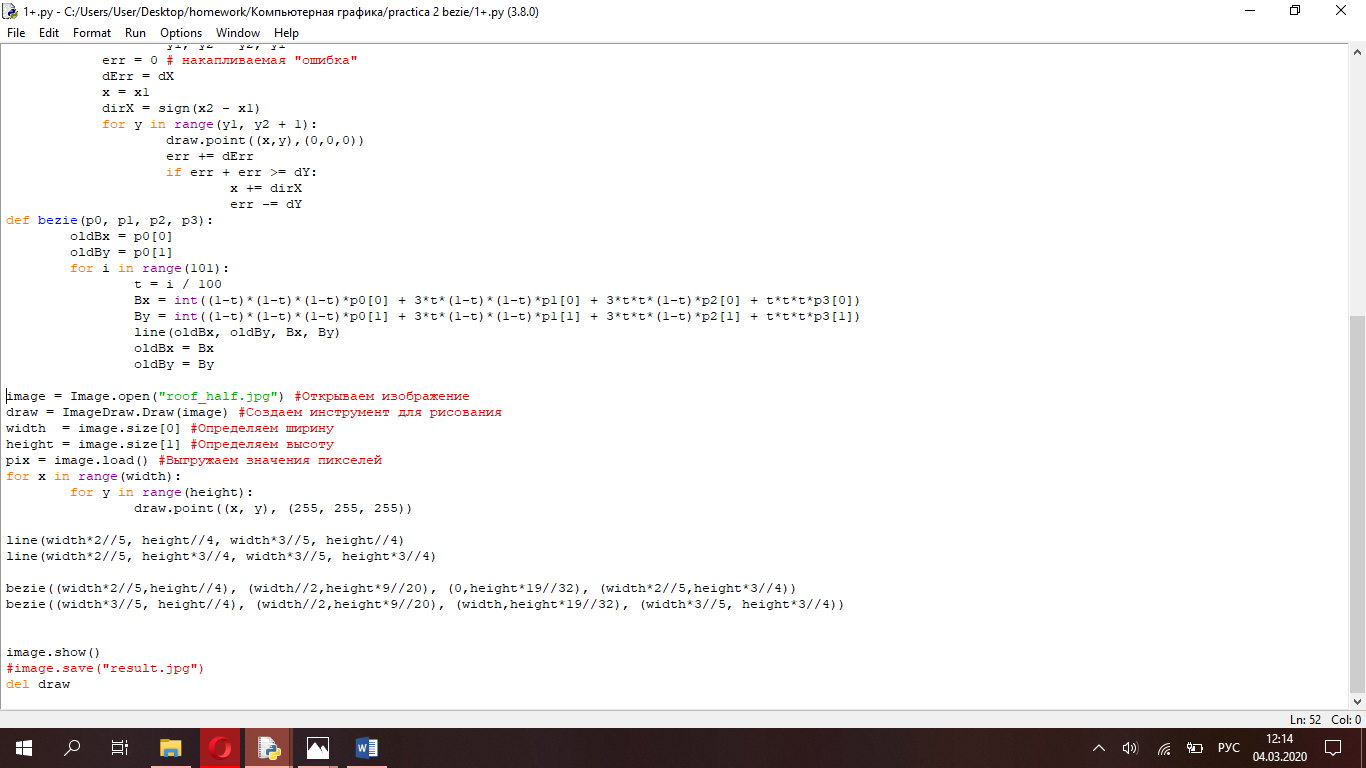 1+.py - C:/Users/User/Desktop/homework/Компьютерная графика/practica 2 bezie/1+.py (3.8.0)
File Edit Format Run Options Window Help
y1, y2 = y2, y1
err = 0 # накапливаемая "ошибка"
dErr = dX
x = x1
dirX = sign(x2 - x1)
for y in range(y1, y2 + 1):
draw.point((x,y),(0,0,0))
err += dErr
if err + err >= dY:
x += dirX
err -= dY
def bezie(p0, p1, p2, p3):
oldBx = p0[0]
oldBy = p0[1]
for i in range(101):
t = i / 100
Bx = int((1-t)*(1-t)*(1-t)*p0[0] + 3*t*(1-t)*(1-t)*p1[0] + 3*t*t*(1-t)*p2[0] + t*t*t*p3[0])
By = int((1-t)*(1-t)*(1-t)*p0[1] + 3*t*(1-t)*(1-t)*p1[1] + 3*t*t*(1-t)*p2[1] + t*t*t*p3[1])
line(oldBx, oldBy, Bx, By)
oldBx = Bx
oldBy = By
image = Image.open("roof_half.jpg") #Открываем изображение
draw = ImageDraw.Draw(image) #Создаем инструмент для рисования
width  = image.size[0] #Определяем ширину
height = image.size[1] #Определяем высоту
pix = image.load() #Выгружаем значения пикселей
for x in range(width):
for y in range(height):
draw.point((x, y), (255, 255, 255))
line(width*2//5, height//4, width*3//5, height//4)
line(width*2//5, height*3//4, width*3//5, height*3//4)
bezie((width*2//5,height//4), (width//2,height*9//20), (0,height*19//32), (width*2//5,height*3//4))
bezie((width*3//5, height//4), (width//2,height*9//20), (width,height*19//32), (width*3//5, height*3//4))
image.show()
#image.save("result.jpg")
del draw
Ln: 52 Col: 0
РУС
12:14
04.03.2020